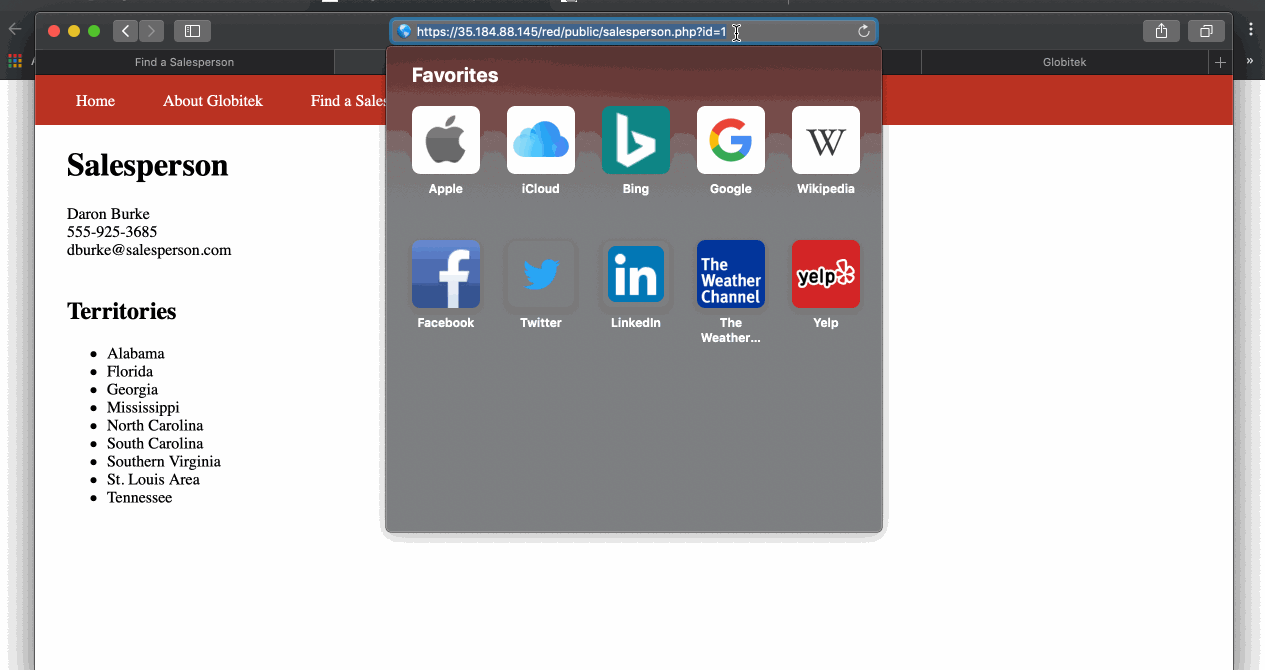 https://35.184.88.145/red/public/salesperson.php?id=1
Find a Salesperson
Globitek
Home About Globitek Find a Sales
Favorites
Apple iCloud Bing Google Wikipedia
W
The
Weather
Channel
yelp
in
Facebook Twitter LinkedIn The
Weather... Yelp
Salesperson
Daron Burke
555-925-3685
dburke@salesperson.com
Territories
Alabama
Florida
Georgia
Mississippi
North Carolina
South Carolina
Southern Virginia
St. Louis Area
Tennessee